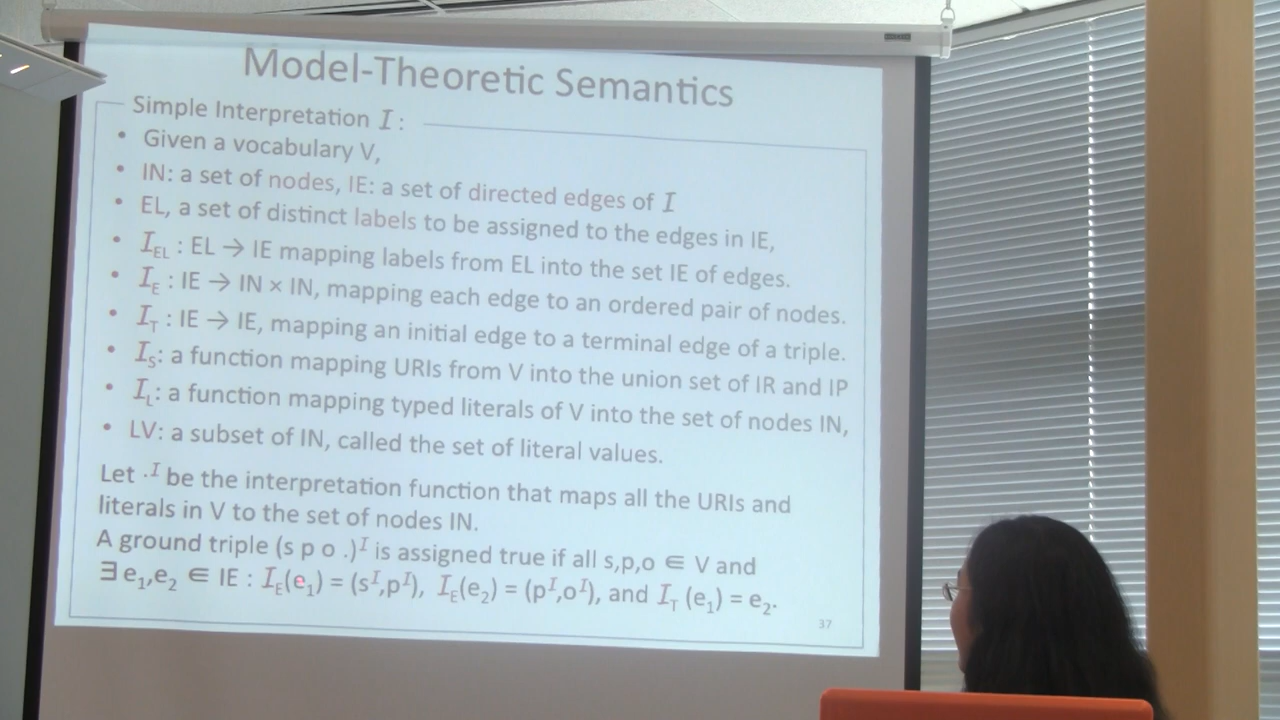 Model-Theoretic Semantics
Simple Interpretation I :
• Given a vocabulary V,
• IN: a set of nodes, IE: a set of directed edges of I
• EL, a set of distinct labels to be assigned to the edges in IE,
• I_EL : EL → IE mapping labels from EL into the set IE of edges.
• I_E : IE → IN × IN, mapping each edge to an ordered pair of nodes.
• I_T : IE → IE, mapping an initial edge to a terminal edge of a triple.
• I_S: a function mapping URIs from V into the union set of IR and IP
• I_L: a function mapping typed literals of V into the set of nodes IN,
• LV: a subset of IN, called the set of literal values.
Let ·^I be the interpretation function that maps all the URIs and
literals in V to the set of nodes IN.
A ground triple (s p o .)^I is assigned true if all s,p,o ∈ V and
∃ e₁,e₂ ∈ IE : I_E(e₁) = (s^I,p^I), I_E(e₂) = (p^I,o^I), and I_T (e₁) = e₂.
37